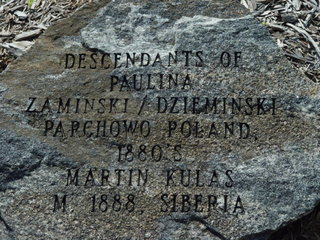 DESCENDANTS OF
PAULINA
ZAMINSKI / DZIEMINSKI
PARCHOWO POLAND,
1880'S
MARTIN KULAS
M 1888, SIBERIA